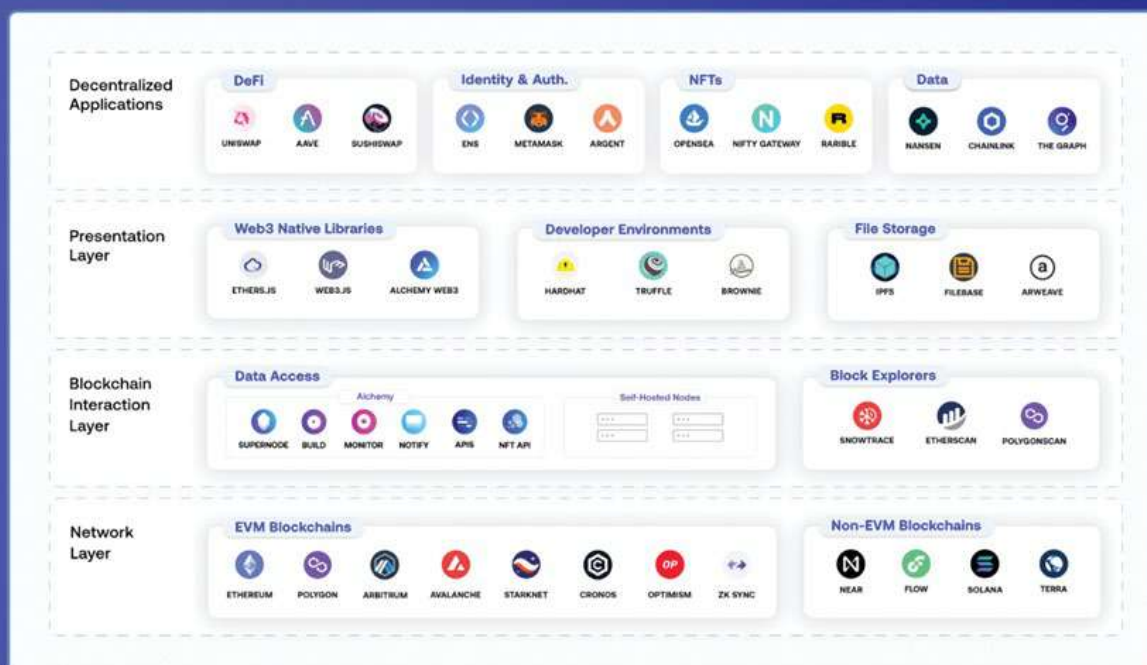 Decentralized
Applications
DeFi
UNISWAP AAVE SUSHISWAP
Identity & Auth.
ENS METAMASK ARGENT
NFTs
OPENSEA NIFTY GATEWAY RARIBLE
Data
NANSEN CHAINLINK THE GRAPH
Presentation
Layer
Web3 Native Libraries
ETHERS.JS WEB3.JS ALCHEMY WEB3
Developer Environments
HARDHAT TRUFFLE BROWNIE
File Storage
a
IPFS FILEBASE ARWEAVE
Blockchain
Interaction
Layer
Data Access
Alchemy
SUPERNODE BUILD MONITOR NOTIFY APIS NFT API
Self-Hosted Nodes
Block Explorers
SNOWTRACE ETHERSCAN POLYGONSCAN
Network
Layer
EVM Blockchains
OP
ETHEREUM POLYGON ARBITRUM AVALANCHE STARKNET CRONOS OPTIMISM ZK SYNC
Non-EVM Blockchains
NEAR FLOW SOLANA TERRA